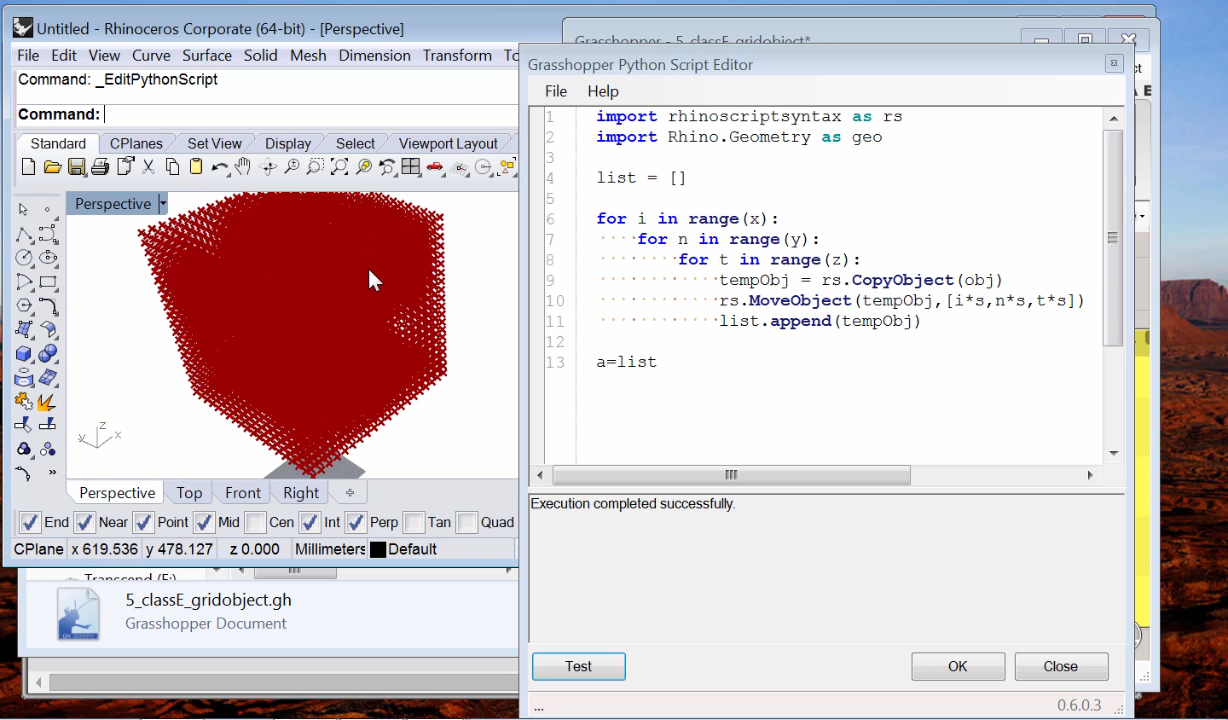 Untitled - Rhinoceros Corporate (64-bit) - [Perspective]
File Edit View Curve Surface Solid Mesh Dimension Transform To
Command: _EditPythonScript
Command:
Standard CPlanes Set View Display Select Viewport Layout
Perspective
z
y x
Perspective Top Front Right
End Near Point Mid Cen Int Perp Tan Quad
CPlane x 619.536 y 478.127 z 0.000 Millimeters Default
Transcend (E:)
5_classE_gridobject.gh
Grasshopper Document
Grasshopper - 5_classE_gridobject*
Grasshopper Python Script Editor
File Help
1 import rhinoscriptsyntax as rs
2 import Rhino.Geometry as geo
3
4 list = []
5
6 for i in range(x):
7 ····for n in range(y):
8 ········for t in range(z):
9 ············tempObj = rs.CopyObject(obj)
10 ············rs.MoveObject(tempObj,[i*s,n*s,t*s])
11 ············list.append(tempObj)
12
13 a=list
Execution completed successfully.
Test OK Close
... 0.6.0.3